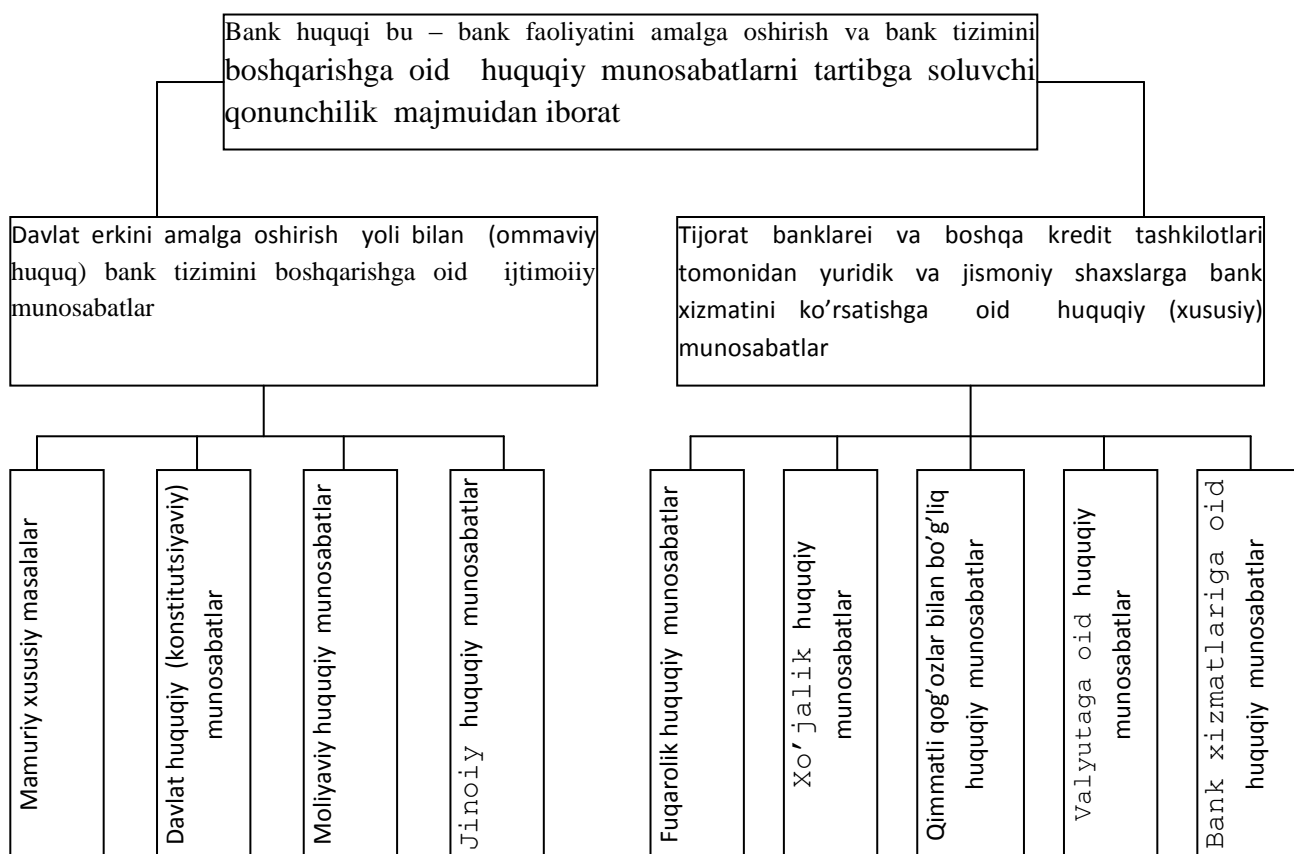 Bank huquqi bu – bank faoliyatini amalga oshirish va bank tizimini
boshqarishga oid huquqiy munosabatlarni tartibga soluvchi
qonunchilik majmuidan iborat
Davlat erkini amalga oshirish yoli bilan (ommaviy
huquq) bank tizimini boshqarishga oid ijtimoiiy
munosabatlar
Tijorat banklarei va boshqa kredit tashkilotlari
tomonidan yuridik va jismoniy shaxslarga bank
xizmatini ko’rsatishga oid huquqiy (xususiy)
munosabatlar
Mamuriy xususiy masalalar
Davlat huquqiy (konstitutsiyaviy)
munosabatlar
Moliyaviy huquqiy munosabatlar
Jinoiy huquqiy munosabatlar
Fuqarolik huquqiy munosabatlar
Xo’jalik huquqiy
munosabatlar
Qimmatli qog’ozlar bilan bo’g’liq
huquqiy munosabatlar
Valyutaga oid huquqiy
munosabatlar
Bank xizmatlariga oid
huquqiy munosabatlar